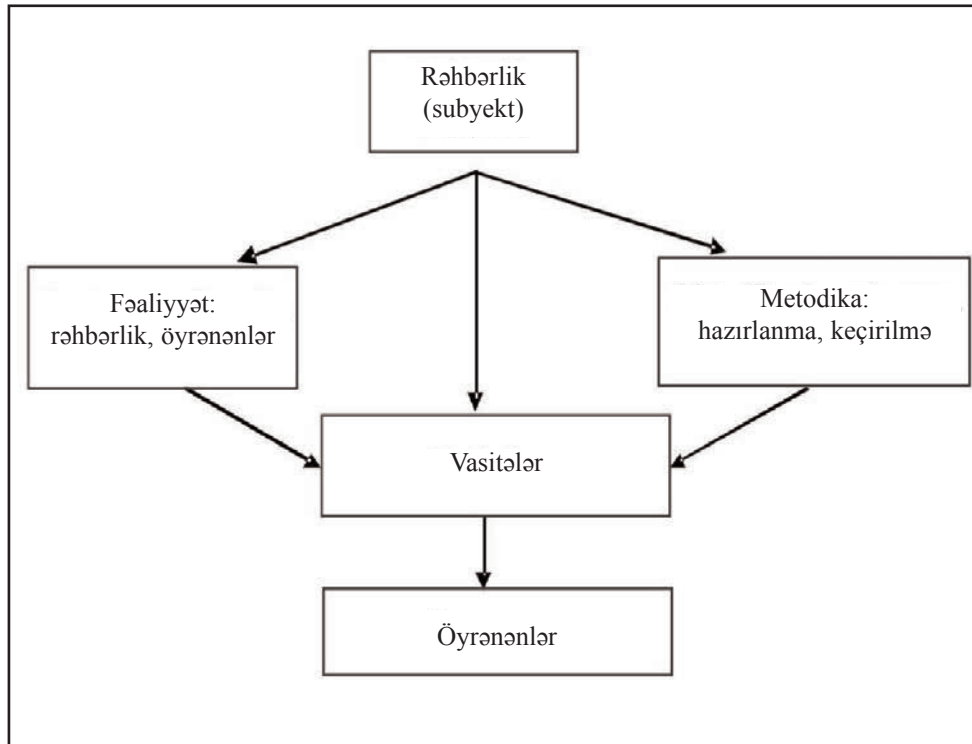 Rəhbərlik
(subyekt)
Fəaliyyət:
rəhbərlik, öyrənənlər
Metodika:
hazırlanma, keçirilmə
Vasitələr
Öyrənənlər